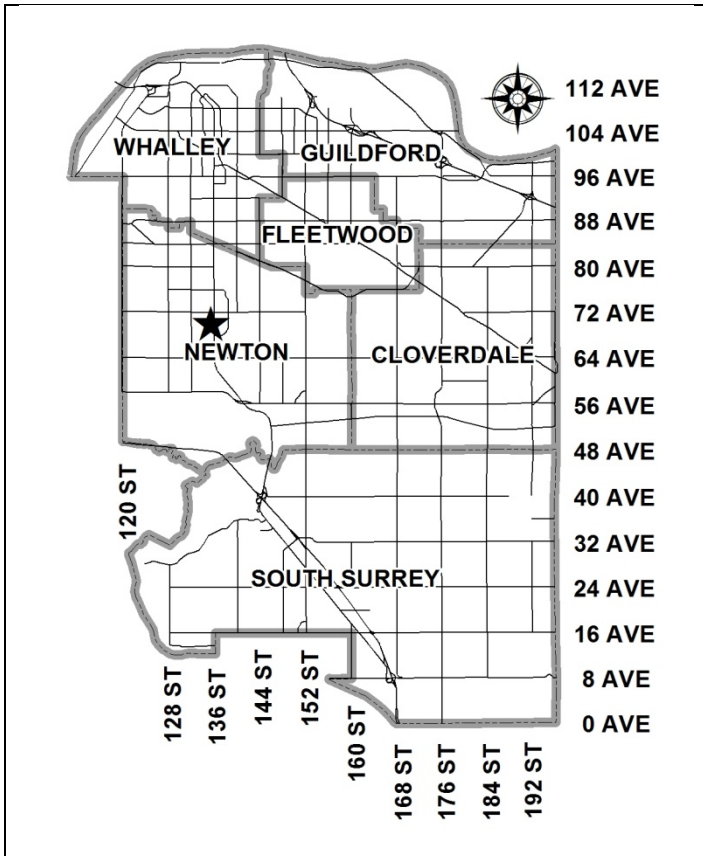 112 AVE
104 AVE
WHALLEY
GUILDFORD
96 AVE
88 AVE
FLEETWOOD
80 AVE
72 AVE
NEWTON
CLOVERDALE
64 AVE
56 AVE
48 AVE
120 ST
40 AVE
32 AVE
SOUTH SURREY
24 AVE
16 AVE
128 ST
136 ST
144 ST
152 ST
160 ST
8 AVE
0 AVE
168 ST
176 ST
184 ST
192 ST